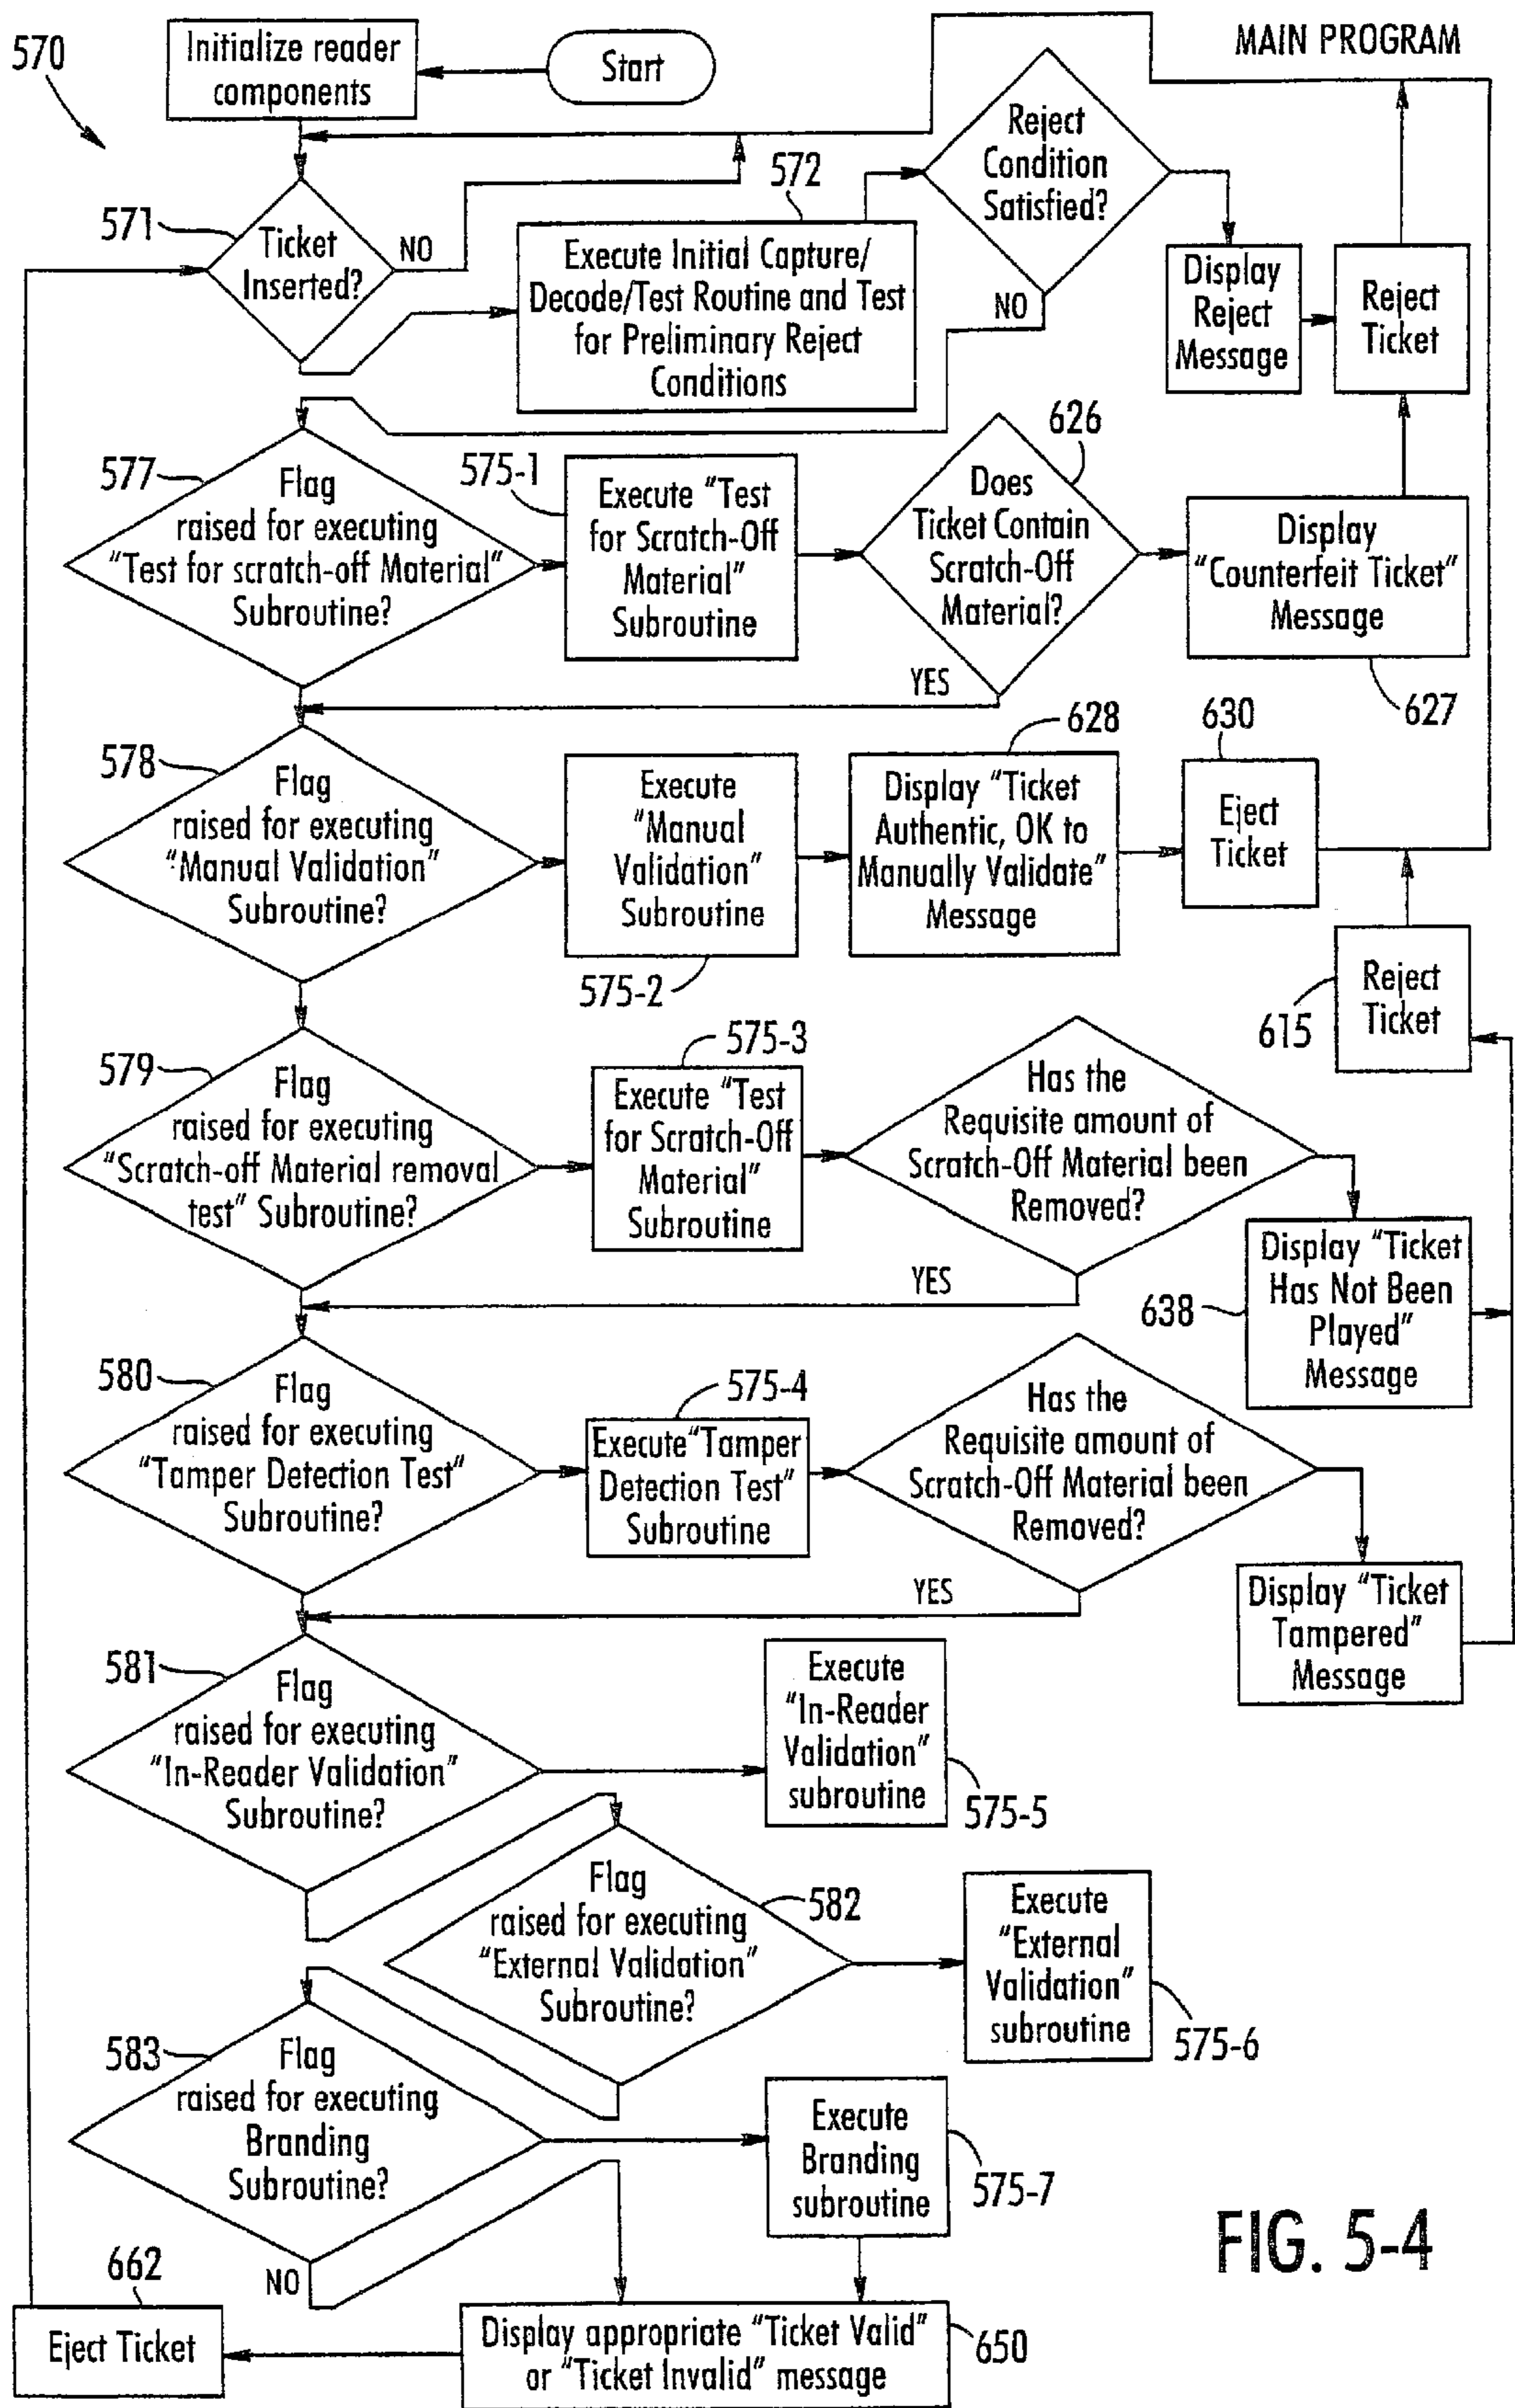 570
Initialize reader
components
Start
MAIN PROGRAM
571
Ticket
Inserted?
NO
572
Execute Initial Capture/
Decode/Test Routine and Test
for Preliminary Reject
Conditions
Reject
Condition
Satisfied?
NO
Display
Reject
Message
Reject
Ticket
577
Flag
raised for executing
"Test for scratch-off Material"
Subroutine?
575-1
Execute "Test
for Scratch-Off
Material"
Subroutine
626
Does
Ticket Contain
Scratch-Off
Material?
YES
Display
"Counterfeit Ticket"
Message
627
578
Flag
raised for executing
"Manual Validation"
Subroutine?
Execute
"Manual
Validation"
Subroutine
575-2
628
Display "Ticket
Authentic, OK to
Manually Validate"
Message
630
Eject
Ticket
615
Reject
Ticket
579
Flag
raised for executing
"Scratch-off Material removal
test" Subroutine?
575-3
Execute "Test
for Scratch-Off
Material"
Subroutine
Has the
Requisite amount of
Scratch-Off Material been
Removed?
YES
638
Display "Ticket
Has Not Been
Played"
Message
580
Flag
raised for executing
"Tamper Detection Test"
Subroutine?
575-4
Execute"Tamper
Detection Test"
Subroutine
Has the
Requisite amount of
Scratch-Off Material been
Removed?
YES
Display "Ticket
Tampered"
Message
581
Flag
raised for executing
"In-Reader Validation"
Subroutine?
Execute
"In-Reader
Validation"
subroutine
575-5
582
Flag
raised for executing
"External Validation"
Subroutine?
Execute
"External
Validation"
subroutine
575-6
583
Flag
raised for executing
Branding
Subroutine?
NO
Execute
Branding
subroutine
575-7
662
Eject Ticket
Display appropriate "Ticket Valid"
or "Ticket Invalid" message
650
FIG. 5-4